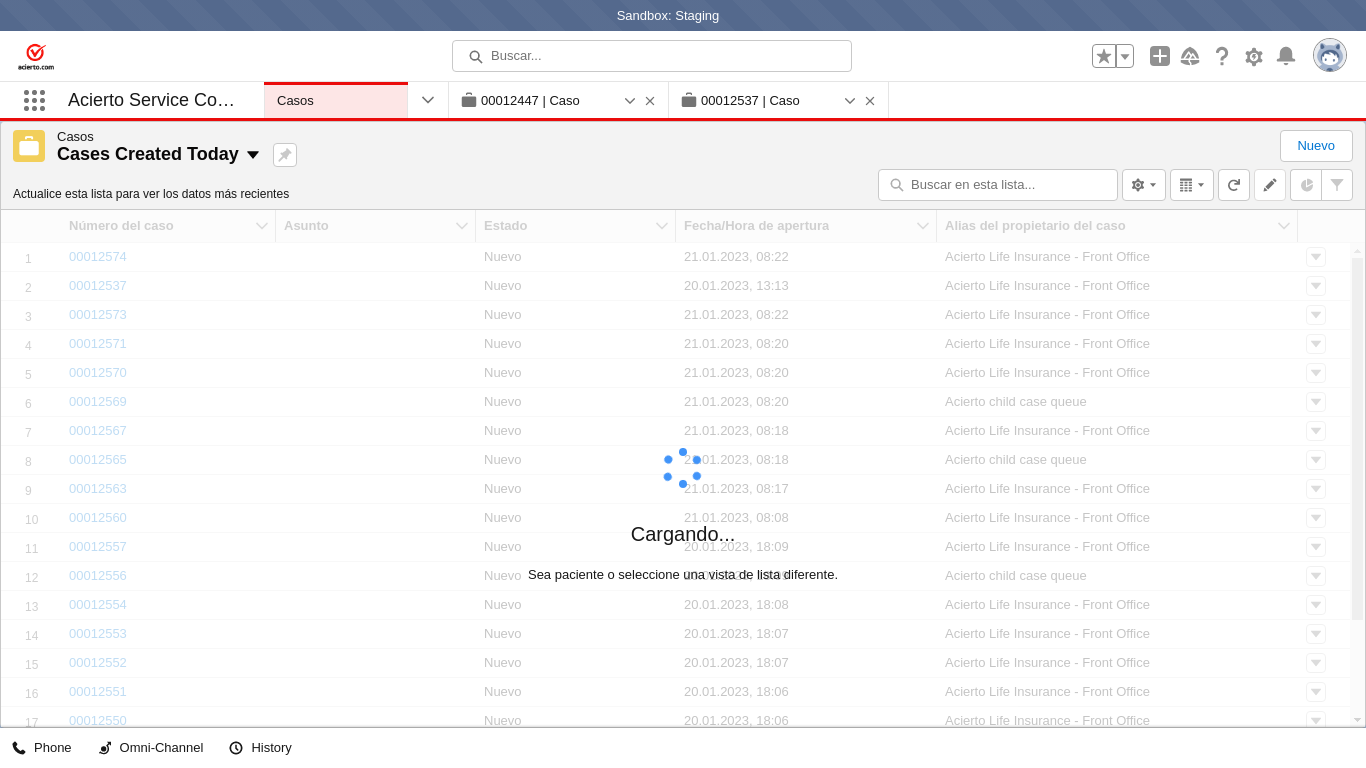 Sandbox: Staging
acierto.com
Buscar...
Acierto Service Co…
Casos
00012447 | Caso
00012537 | Caso
Casos
Cases Created Today
Nuevo
Actualice esta lista para ver los datos más recientes
Buscar en esta lista...
Número del caso Asunto Estado Fecha/Hora de apertura Alias del propietario del caso
1 00012574 Nuevo 21.01.2023, 08:22 Acierto Life Insurance - Front Office
2 00012537 Nuevo 20.01.2023, 13:13 Acierto Life Insurance - Front Office
3 00012573 Nuevo 21.01.2023, 08:22 Acierto Life Insurance - Front Office
4 00012571 Nuevo 21.01.2023, 08:20 Acierto Life Insurance - Front Office
5 00012570 Nuevo 21.01.2023, 08:20 Acierto Life Insurance - Front Office
6 00012569 Nuevo 21.01.2023, 08:20 Acierto child case queue
7 00012567 Nuevo 21.01.2023, 08:18 Acierto Life Insurance - Front Office
8 00012565 Nuevo 21.01.2023, 08:18 Acierto child case queue
9 00012563 Nuevo 21.01.2023, 08:17 Acierto Life Insurance - Front Office
10 00012560 Nuevo 21.01.2023, 08:08 Acierto Life Insurance - Front Office
Cargando...
11 00012557 Nuevo 20.01.2023, 18:09 Acierto Life Insurance - Front Office
12 00012556 Nuevo Acierto child case queue
Sea paciente o seleccione una vista de lista diferente.
13 00012554 Nuevo 20.01.2023, 18:08 Acierto Life Insurance - Front Office
14 00012553 Nuevo 20.01.2023, 18:07 Acierto Life Insurance - Front Office
15 00012552 Nuevo 20.01.2023, 18:07 Acierto Life Insurance - Front Office
16 00012551 Nuevo 20.01.2023, 18:06 Acierto Life Insurance - Front Office
17 00012550 Nuevo 20.01.2023, 18:06 Acierto Life Insurance - Front Office
Phone
Omni-Channel
History